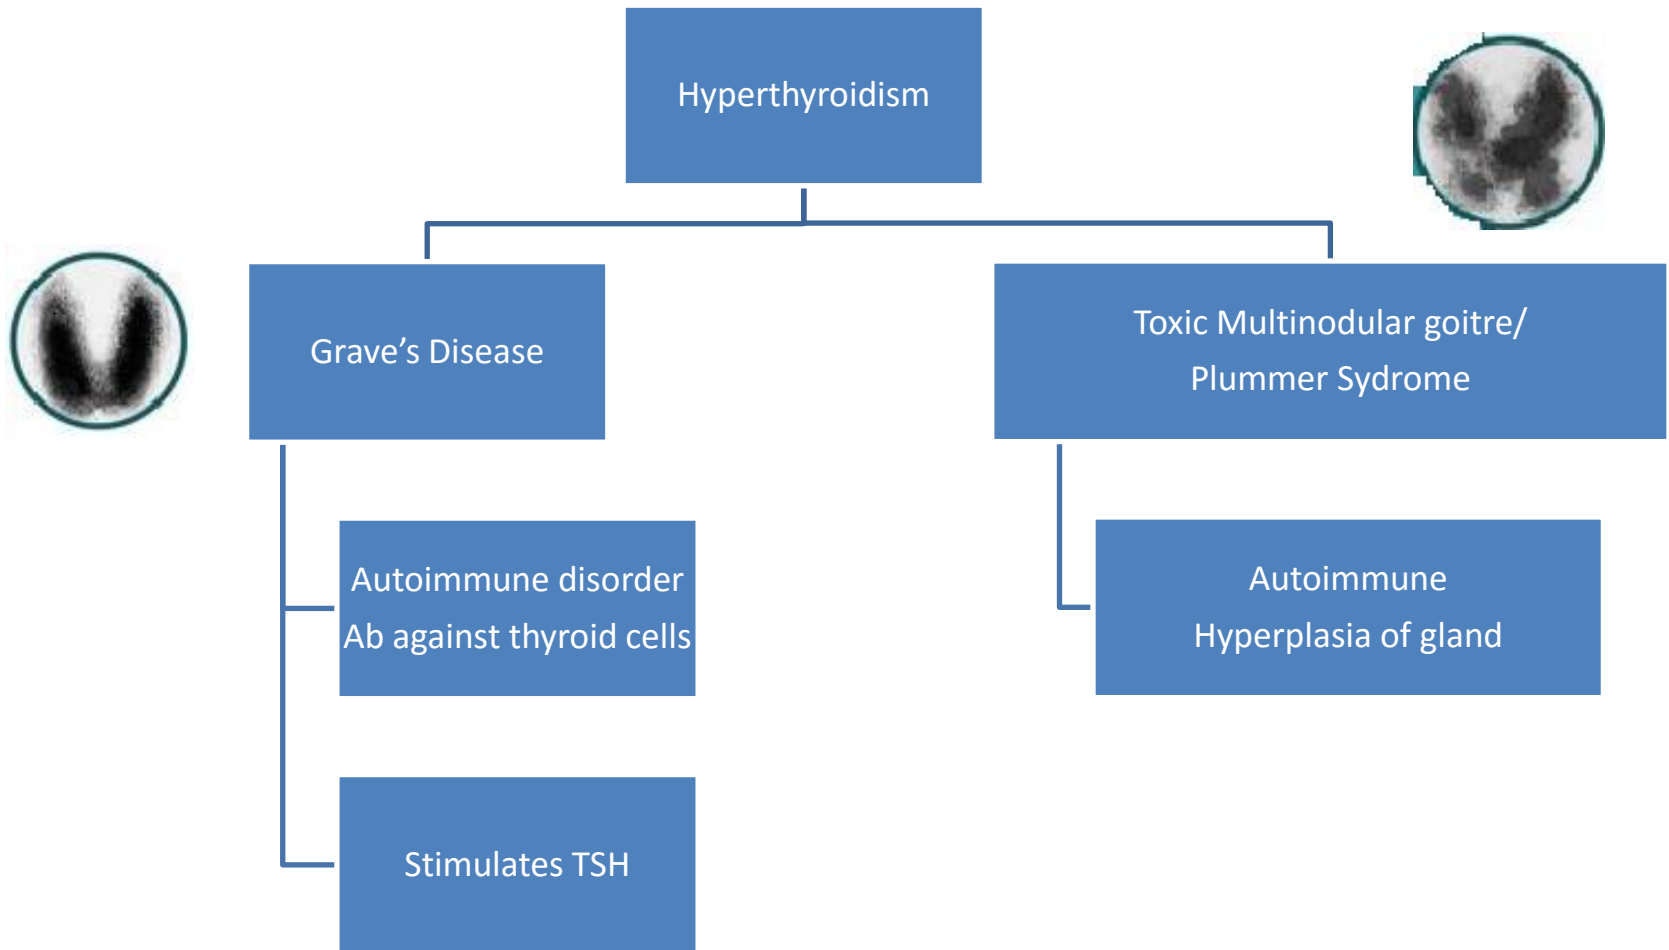 Hyperthyroidism
Grave’s Disease
Toxic Multinodular goitre/
Plummer Sydrome
Autoimmune disorder
Ab against thyroid cells
Autoimmune
Hyperplasia of gland
Stimulates TSH